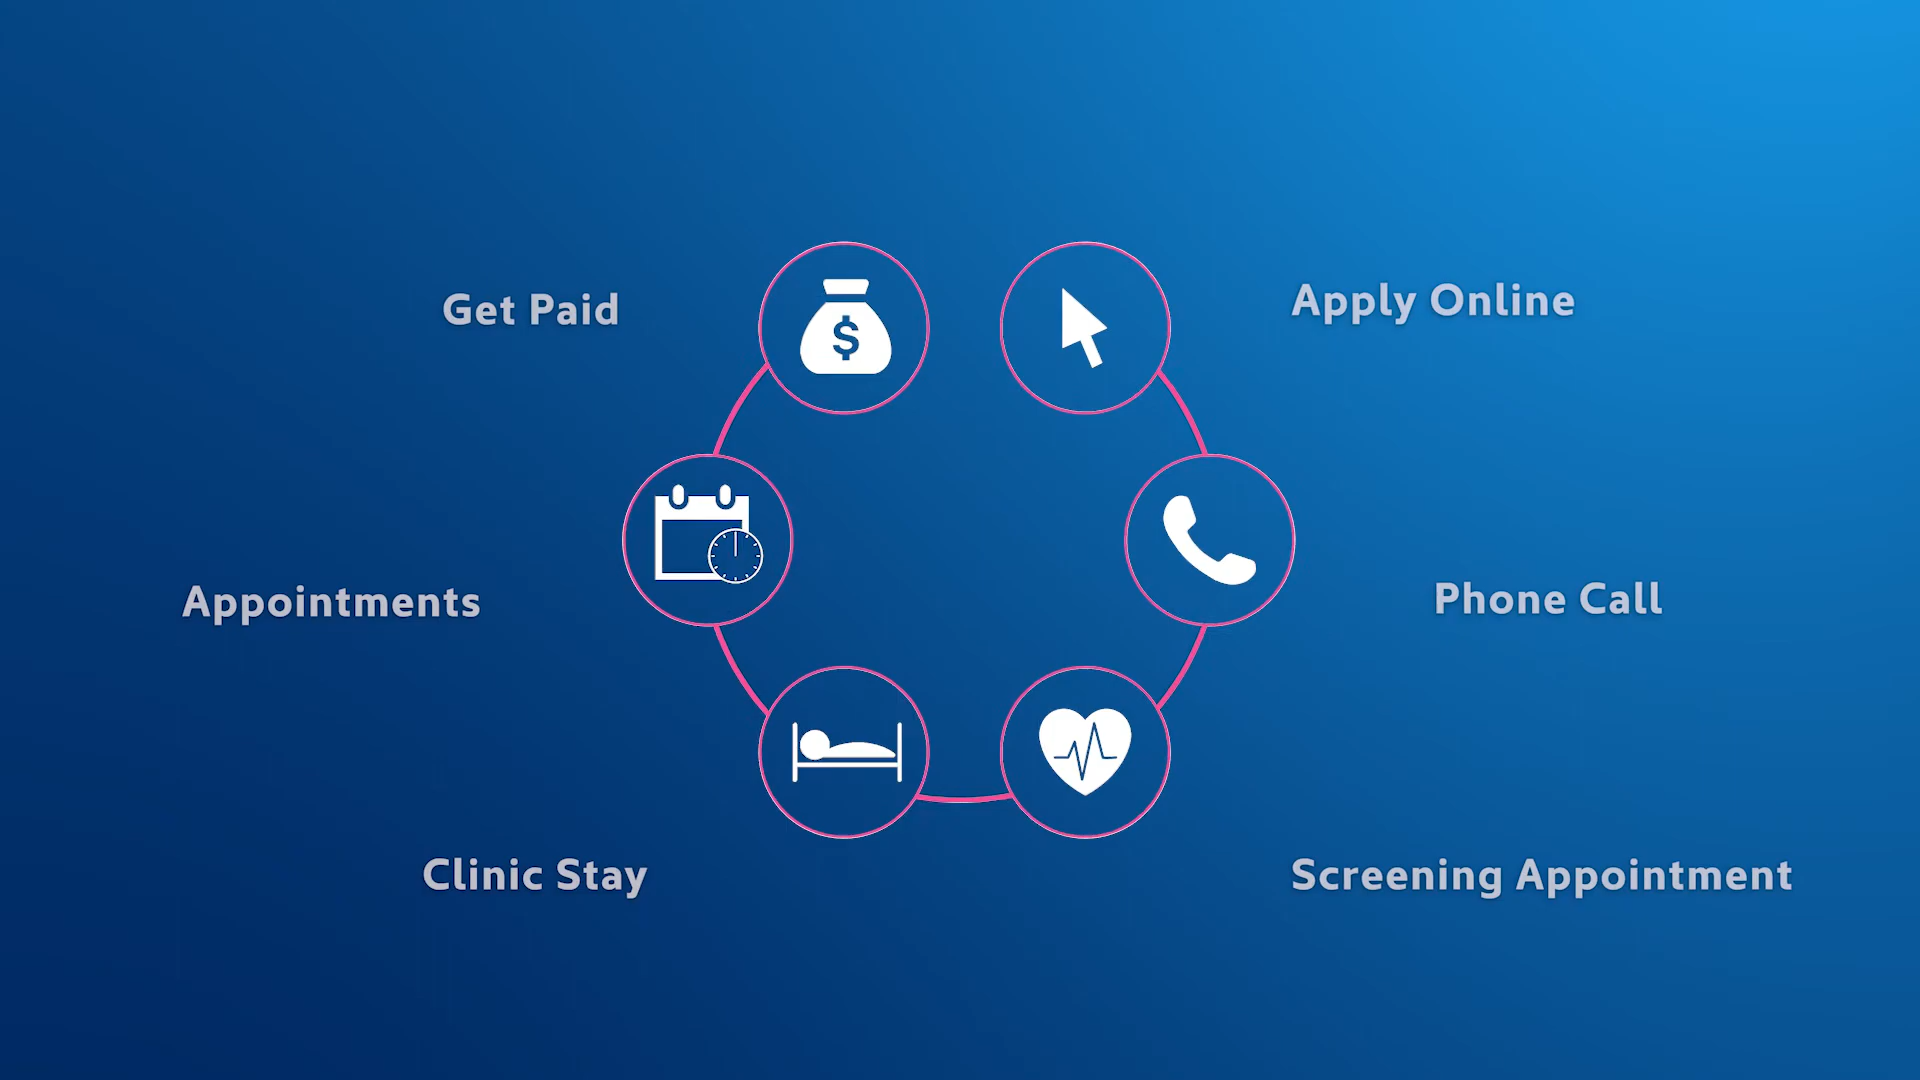 Get Paid
Apply Online
$
Appointments
Phone Call
Clinic Stay
Screening Appointment